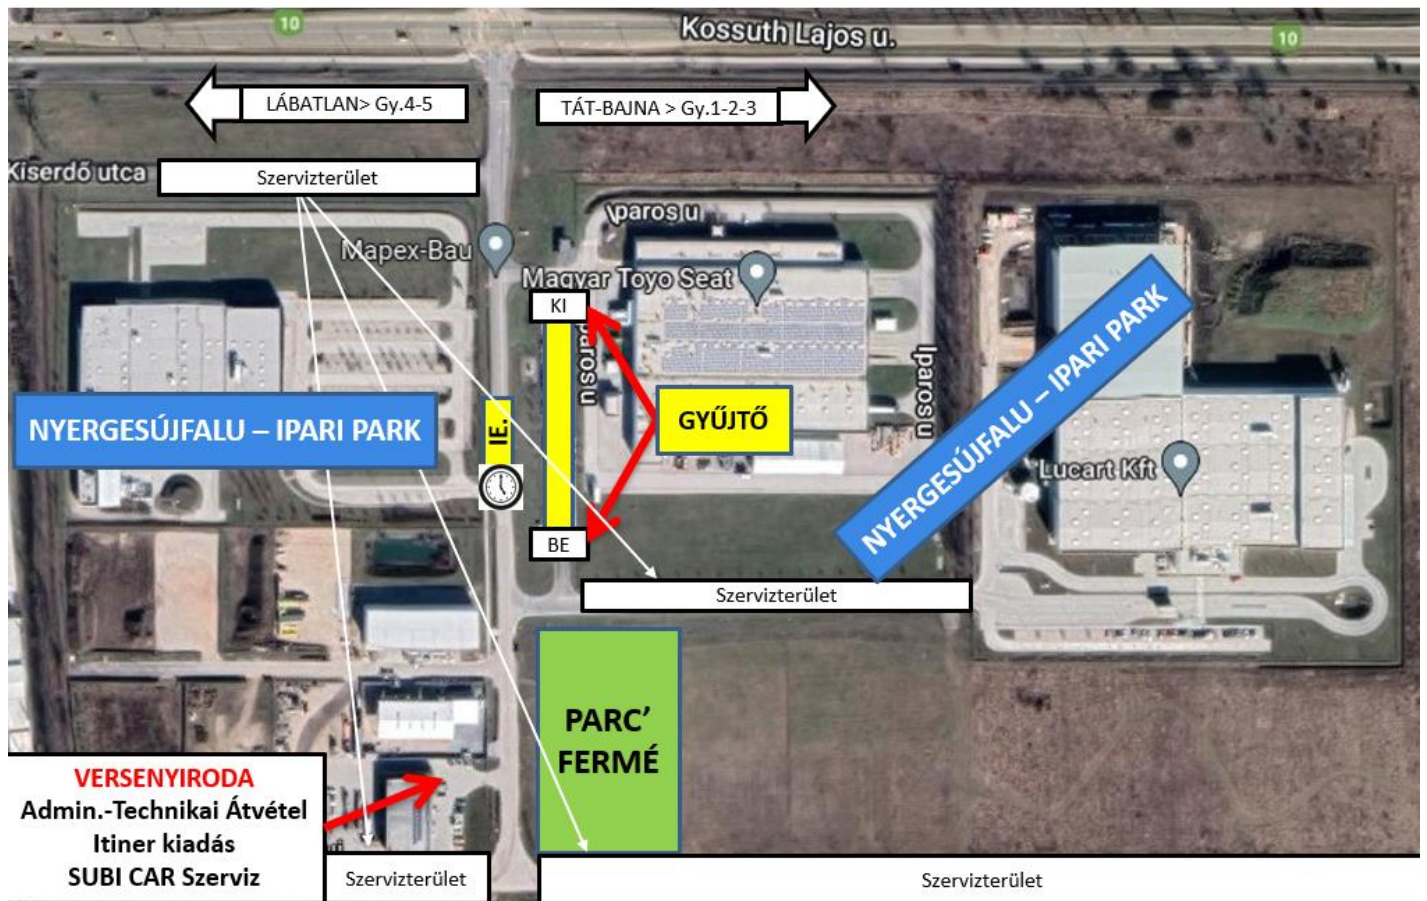 10
Kossuth Lajos u.
10
LÁBATLAN> Gy.4-5
TÁT-BAJNA > Gy.1-2-3
Kiserdő utca
Szervizterület
Iparos u
Mapex-Bau
Magyar Toyo Seat
KI
Iparos u
Iparos u
NYERGESÚJFALU – IPARI PARK
GYŰJTŐ
NYERGESÚJFALU – IPARI PARK
IE.
Lucart Kft
BE
Szervizterület
PARC'
FERMÉ
VERSENYIRODA
Admin.-Technikai Átvétel
Itiner kiadás
SUBI CAR Szerviz
Szervizterület
Szervizterület